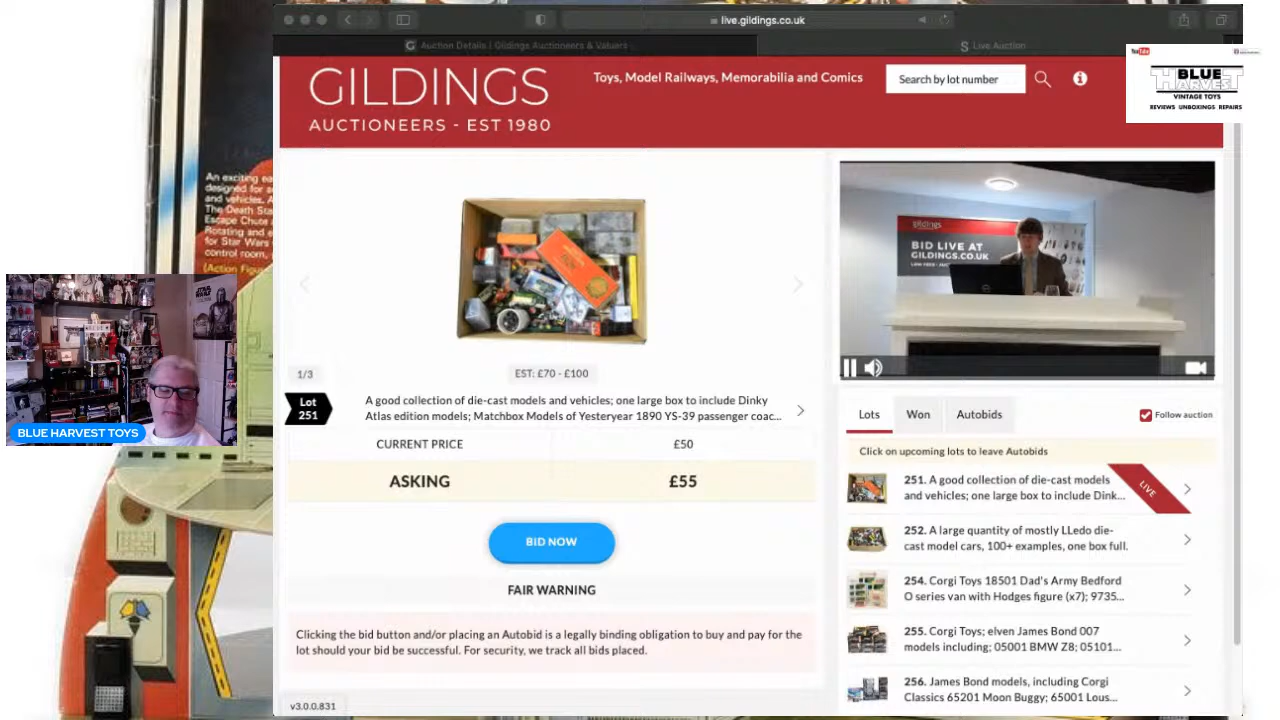 live.gildings.co.uk
Auction Details | Gildings Auctioneers & Valuers
Live Auction
GILDINGS
AUCTIONEERS - EST 1980
Toys, Model Railways, Memorabilia and Comics
Search by lot number
YouTube
BLUE
HARVEST
VINTAGE TOYS
REVIEWS UNBOXINGS REPAIRS
An exciting
designed for
and vehicles.
The Death Sta
Escape Chute
Rotating and
for Star Wars
control room,
(Action Figu
STAR WARS
BLUE HARVEST TOYS
gildings
BID LIVE AT
GILDINGS.CO.UK
1/3
EST: £70 - £100
Lot
251
A good collection of die-cast models and vehicles; one large box to include Dinky
Atlas edition models; Matchbox Models of Yesteryear 1890 YS-39 passenger coac...
CURRENT PRICE £50
ASKING £55
BID NOW
FAIR WARNING
Clicking the bid button and/or placing an Autobid is a legally binding obligation to buy and pay for the
lot should your bid be successful. For security, we track all bids placed.
v3.0.0.831
Lots Won Autobids Follow auction
Click on upcoming lots to leave Autobids
251. A good collection of die-cast models
and vehicles; one large box to include Dink...
LIVE
252. A large quantity of mostly LLedo die-
cast model cars, 100+ examples, one box full.
254. Corgi Toys 18501 Dad's Army Bedford
O series van with Hodges figure (x7); 9735...
255. Corgi Toys; elven James Bond 007
models including; 05001 BMW Z8; 05101...
256. James Bond models, including Corgi
Classics 65201 Moon Buggy; 65001 Lous...